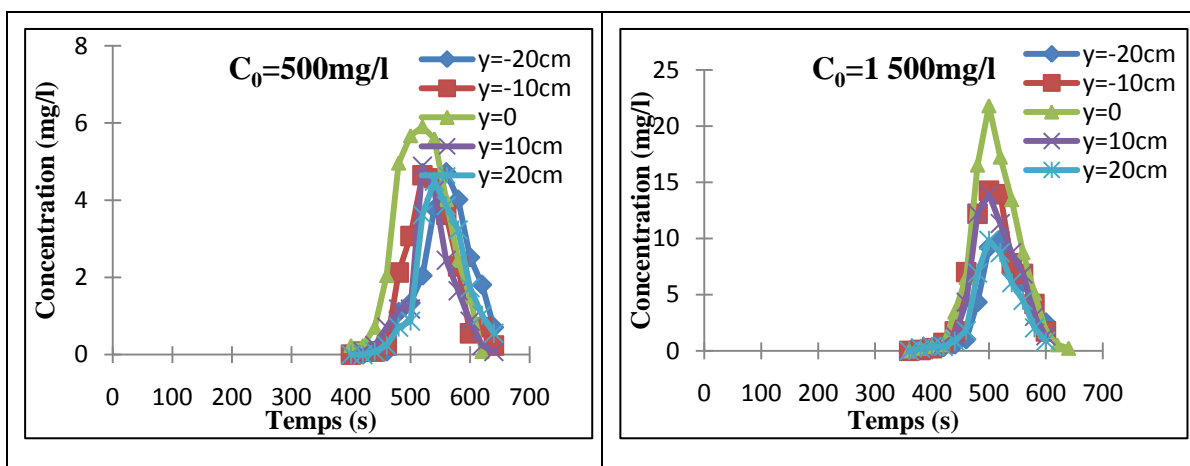 C₀=500mg/l
Concentration (mg/l)
8
6
4
2
0
0 100 200 300 400 500 600 700
Temps (s)
y=-20cm
y=-10cm
y=0
y=10cm
y=20cm
C₀=1 500mg/l
Concentration (mg/l)
25
20
15
10
5
0
0 100 200 300 400 500 600 700
Temps (s)
y=-20cm
y=-10cm
y=0
y=10cm
y=20cm